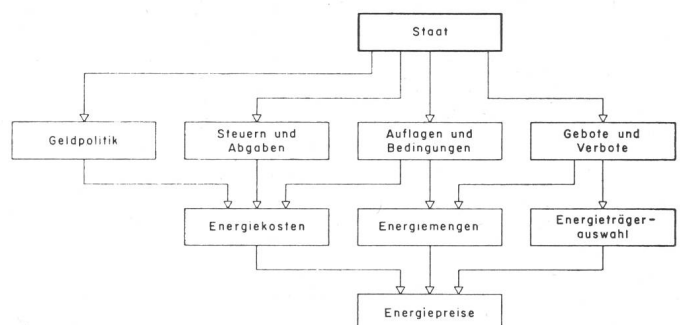 Staat
Geldpolitik
Steuern und
Abgaben
Auflagen und
Bedingungen
Gebote und
Verbote
Energiekosten
Energiemengen
Energieträger-
auswahl
Energiepreise